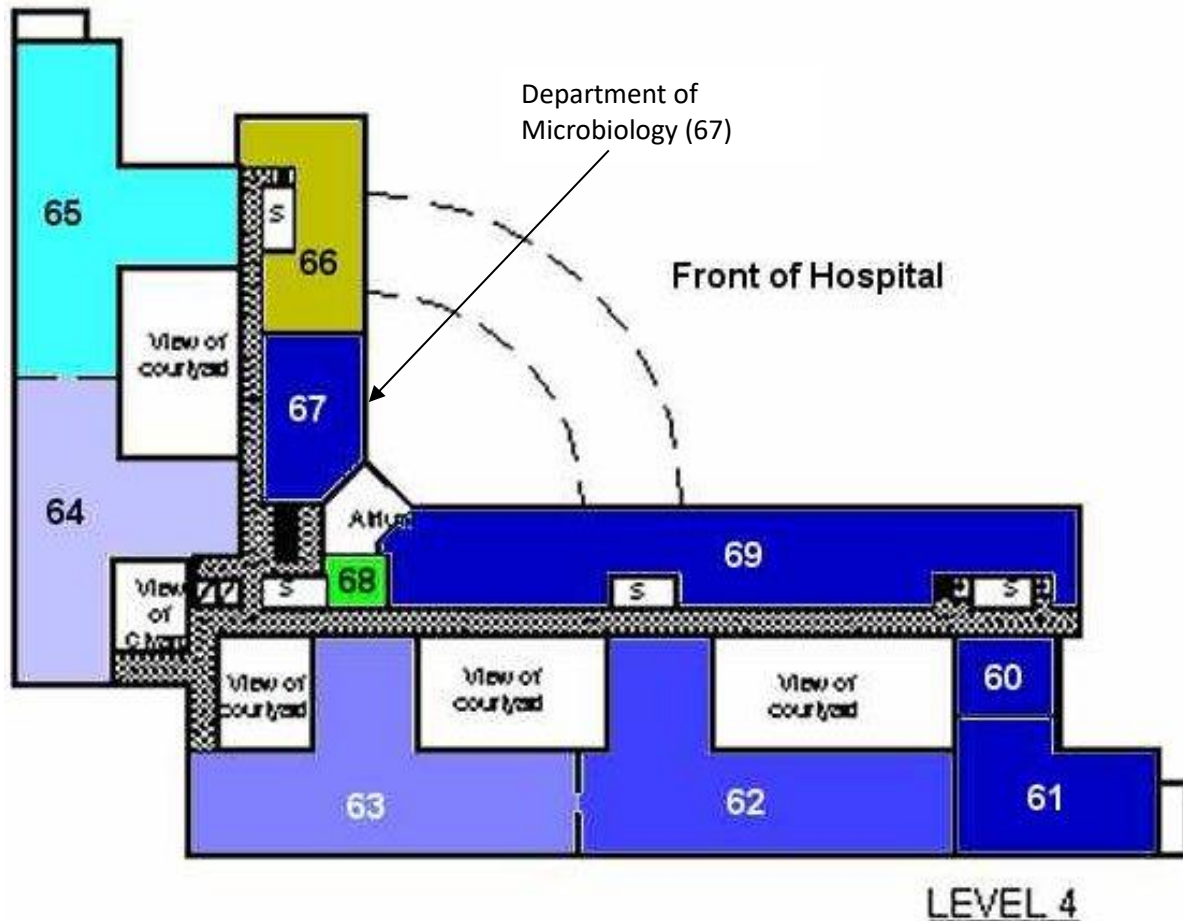 Department of
Microbiology (67)
65
S
66
Front of Hospital
View of
courtyard
67
64
Atrium
69
68
View
of
S
S
S
60
View of
courtyard
View of
courtyard
View of
courtyard
63
62
61
LEVEL 4